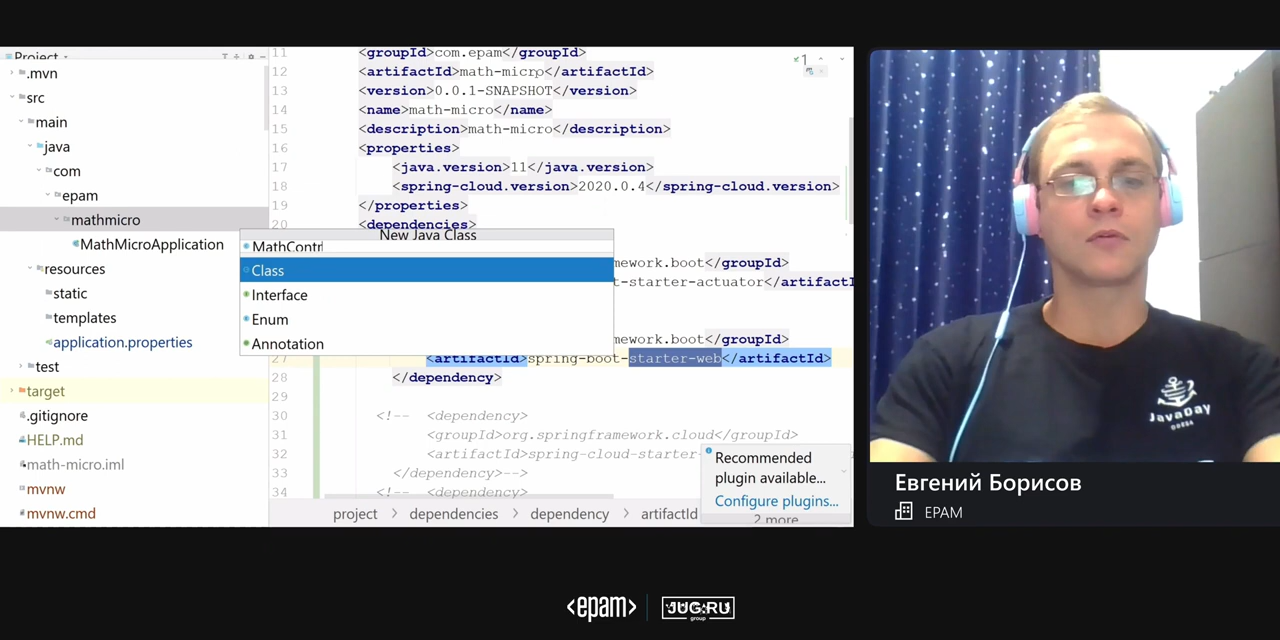 Project
.mvn
src
main
java
com
epam
mathmicro
MathMicroApplication
resources
static
templates
application.properties
test
target
.gitignore
HELP.md
math-micro.iml
mvnw
mvnw.cmd
11 <groupId>com.epam</groupId>
12 <artifactId>math-micro</artifactId>
13 <version>0.0.1-SNAPSHOT</version>
14 <name>math-micro</name>
15 <description>math-micro</description>
16 <properties>
17 <java.version>11</java.version>
18 <spring-cloud.version>2020.0.4</spring-cloud.version>
19 </properties>
20 <dependencies>
1
New Java Class
MathContr
Class
Interface
Enum
Annotation
mework.boot</groupId>
t-starter-actuator</artifactI
mework.boot</groupId>
27 <artifactId>spring-boot-starter-web</artifactId>
28 </dependency>
29
30 <!-- <dependency>
31 <groupId>org.springframework.cloud</groupId>
32 <artifactId>spring-cloud-starter-
33 </dependency>-->
34 <!-- <dependency>
Recommended
plugin available...
Configure plugins...
2 more
project > dependencies > dependency > artifactId
JavaDay
ODESA
Евгений Борисов
EPAM
<epam>
JUG.RU
group